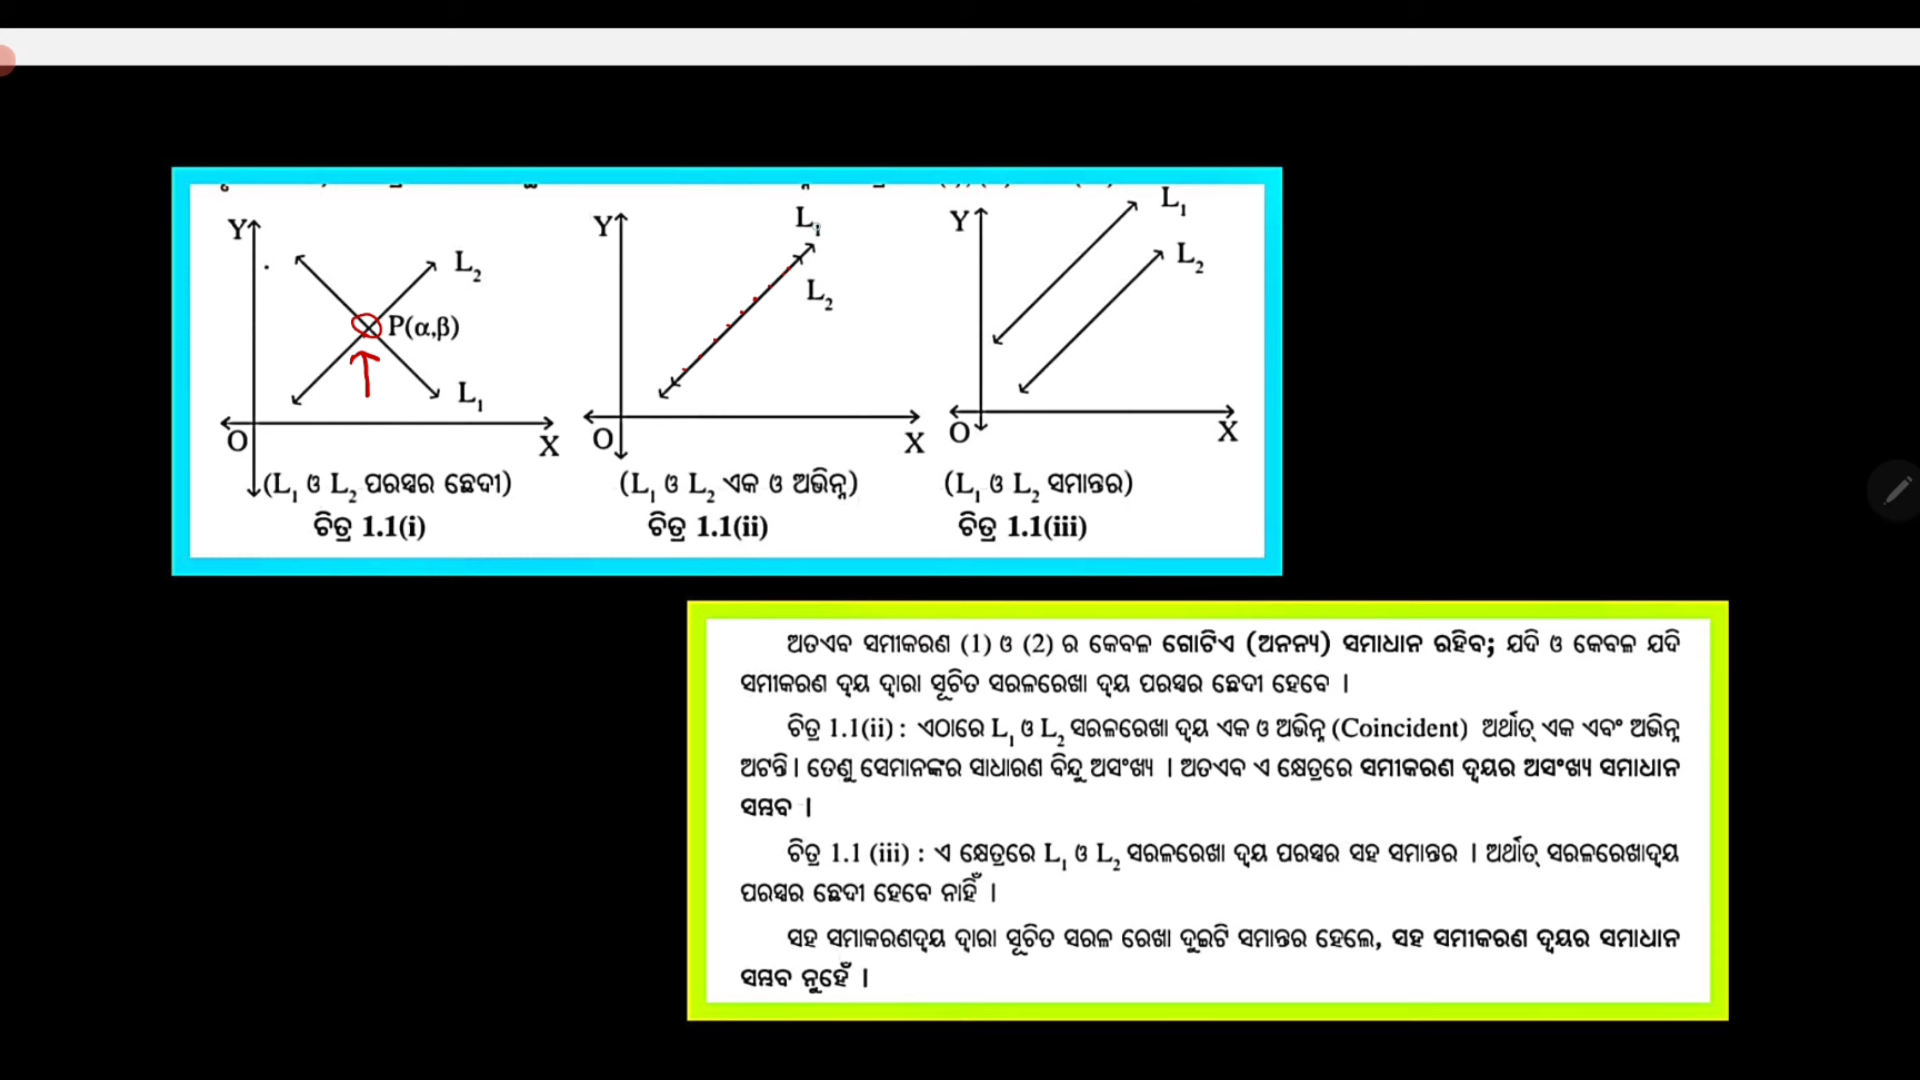 Y
L₂
P(α,β)
L₁
O
X
(L₁ ଓ L₂ ପରସ୍ପର ଛେଦୀ)
ଚିତ୍ର 1.1(i)
Y
L₁
L₂
O
X
(L₁ ଓ L₂ ଏକ ଓ ଅଭିନ୍ନ)
ଚିତ୍ର 1.1(ii)
Y
L₁
L₂
O
X
(L₁ ଓ L₂ ସମାନ୍ତର)
ଚିତ୍ର 1.1(iii)
ଅତଏବ ସମୀକରଣ (1) ଓ (2) ର କେବଳ ଗୋଟିଏ (ଅନନ୍ୟ) ସମାଧାନ ରହିବ; ଯଦି ଓ କେବଳ ଯଦି
ସମୀକରଣ ଦ୍ୱୟ ଦ୍ୱାରା ସୂଚିତ ସରଳରେଖା ଦ୍ୱୟ ପରସ୍ପର ଛେଦୀ ହେବେ ।
ଚିତ୍ର 1.1(ii) : ଏଠାରେ L₁ ଓ L₂ ସରଳରେଖା ଦ୍ୱୟ ଏକ ଓ ଅଭିନ୍ନ (Coincident) ଅର୍ଥାତ୍ ଏକ ଏବଂ ଅଭିନ୍ନ
ଅଟନ୍ତି । ତେଣୁ ସେମାନଙ୍କର ସାଧାରଣ ବିନ୍ଦୁ ଅସଂଖ୍ୟ । ଅତଏବ ଏ କ୍ଷେତ୍ରରେ ସମୀକରଣ ଦ୍ୱୟର ଅସଂଖ୍ୟ ସମାଧାନ
ସମ୍ଭବ ।
ଚିତ୍ର 1.1 (iii) : ଏ କ୍ଷେତ୍ରରେ L₁ ଓ L₂ ସରଳରେଖା ଦ୍ୱୟ ପରସ୍ପର ସହ ସମାନ୍ତର । ଅର୍ଥାତ୍ ସରଳରେଖାଦ୍ୱୟ
ପରସ୍ପର ଛେଦୀ ହେବେ ନାହିଁ ।
ସହ ସମାକରଣଦ୍ୱୟ ଦ୍ୱାରା ସୂଚିତ ସରଳ ରେଖା ଦୁଇଟି ସମାନ୍ତର ହେଲେ, ସହ ସମୀକରଣ ଦ୍ୱୟର ସମାଧାନ
ସମ୍ଭବ ନୁହେଁ ।